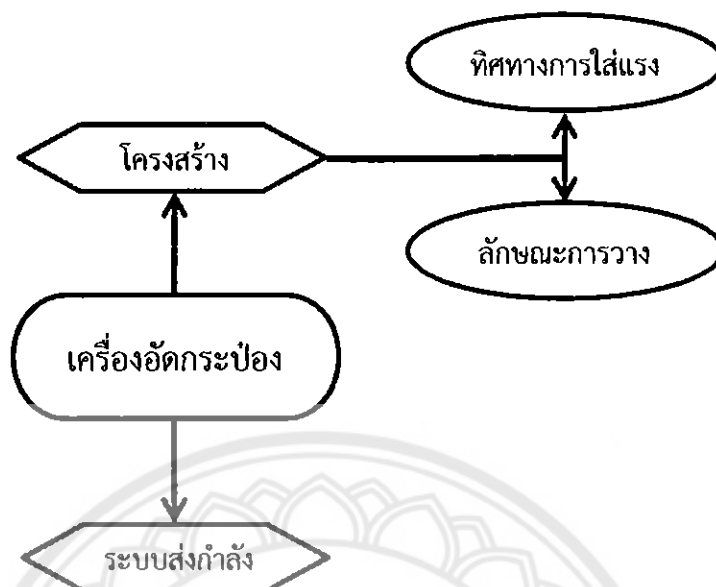 ทิศทางการใส่แรง
โครงสร้าง
ลักษณะการวาง
เครื่องอัดกระป๋อง
ระบบส่งกำลัง